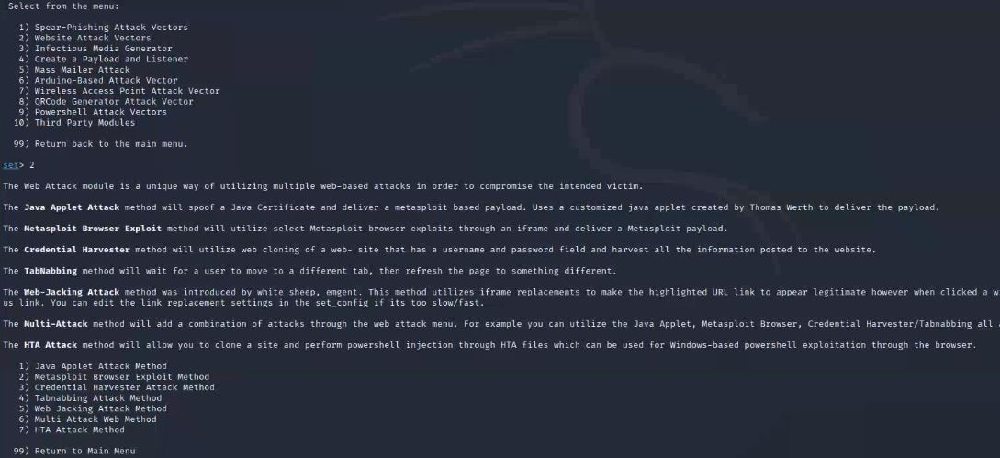 Select from the menu:
1) Spear-Phishing Attack Vectors
2) Website Attack Vectors
3) Infectious Media Generator
4) Create a Payload and Listener
5) Mass Mailer Attack
6) Arduino-Based Attack Vector
7) Wireless Access Point Attack Vector
8) QRCode Generator Attack Vector
9) Powershell Attack Vectors
10) Third Party Modules
99) Return back to the main menu.
set> 2
The Web Attack module is a unique way of utilizing multiple web-based attacks in order to compromise the intended victim.
The Java Applet Attack method will spoof a Java Certificate and deliver a metasploit based payload. Uses a customized java applet created by Thomas Werth to deliver the payload.
The Metasploit Browser Exploit method will utilize select Metasploit browser exploits through an iframe and deliver a Metasploit payload.
The Credential Harvester method will utilize web cloning of a web- site that has a username and password field and harvest all the information posted to the website.
The TabNabbing method will wait for a user to move to a different tab, then refresh the page to something different.
The Web-Jacking Attack method was introduced by white_sheep, emgent. This method utilizes iframe replacements to make the highlighted URL link to appear legitimate however when clicked a
us link. You can edit the link replacement settings in the set_config if its too slow/fast.
The Multi-Attack method will add a combination of attacks through the web attack menu. For example you can utilize the Java Applet, Metasploit Browser, Credential Harvester/Tabnabbing all
The HTA Attack method will allow you to clone a site and perform powershell injection through HTA files which can be used for Windows-based powershell exploitation through the browser.
1) Java Applet Attack Method
2) Metasploit Browser Exploit Method
3) Credential Harvester Attack Method
4) Tabnabbing Attack Method
5) Web Jacking Attack Method
6) Multi-Attack Web Method
7) HTA Attack Method
99) Return to Main Menu